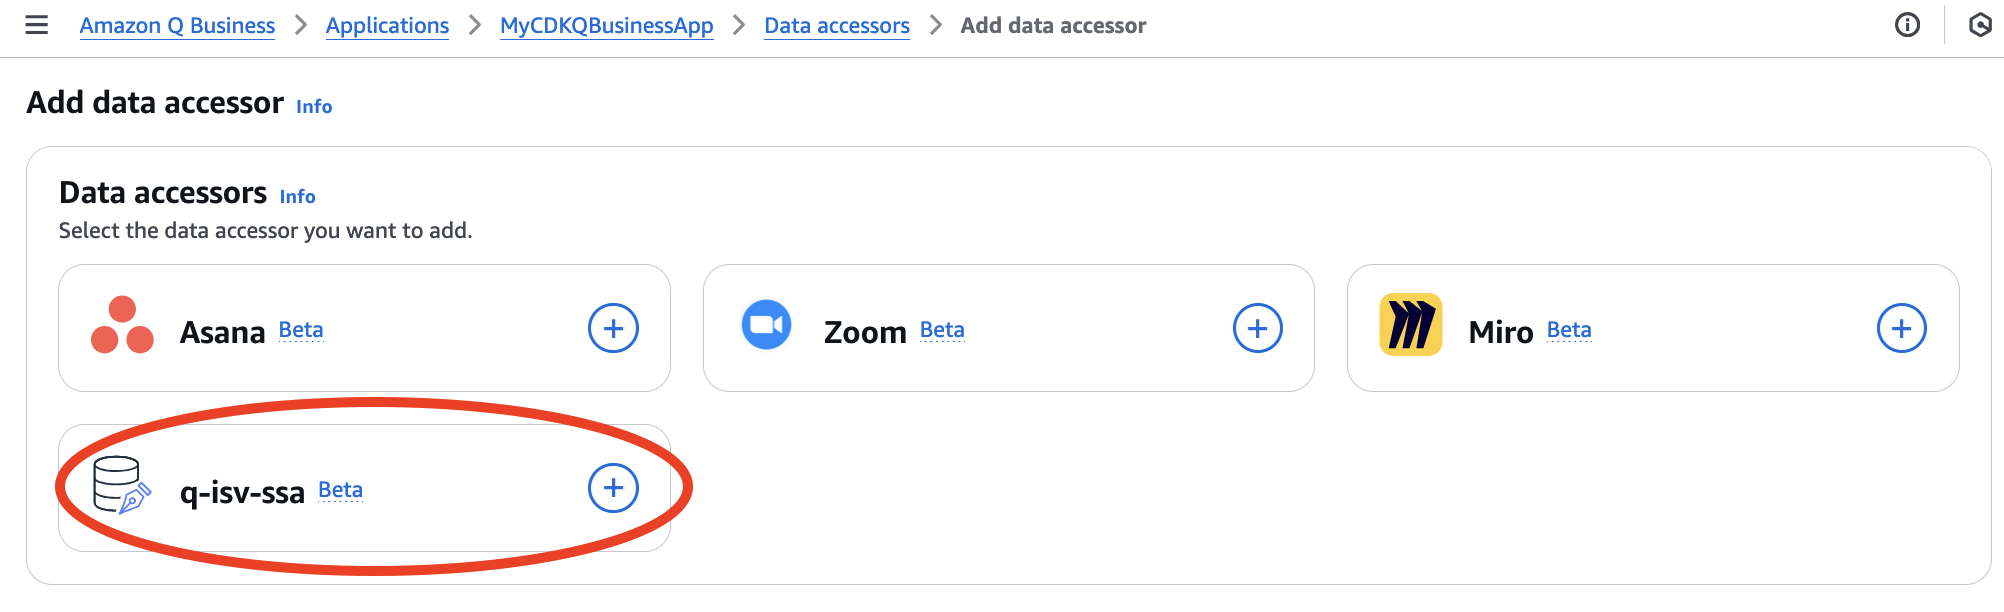 Amazon Q Business > Applications > MyCDKQBusinessApp > Data accessors > Add data accessor
Add data accessor Info
Data accessors Info
Select the data accessor you want to add.
Asana Beta
Zoom Beta
Miro Beta
q-isv-ssa Beta